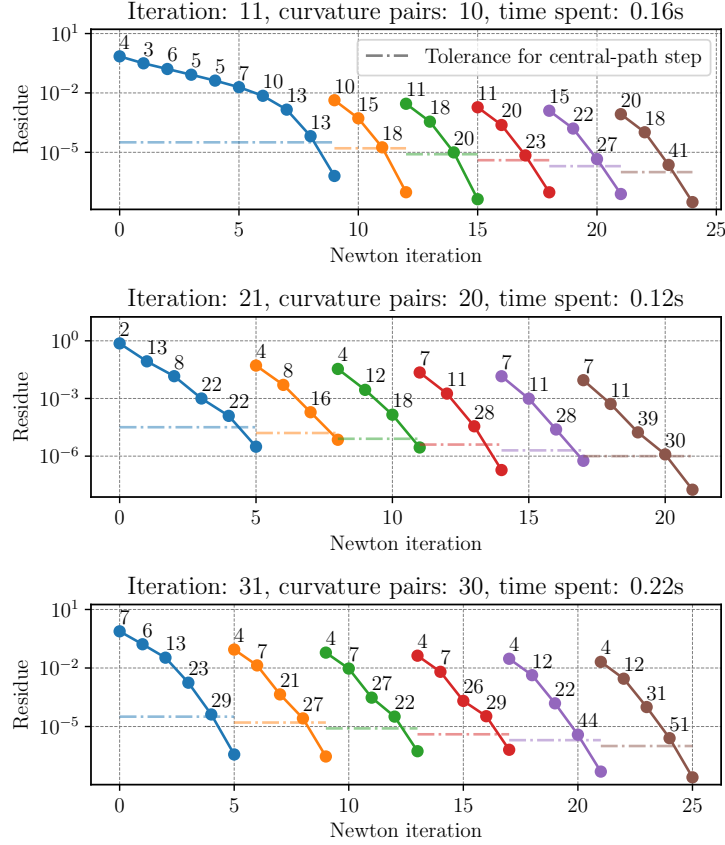 Iteration: 11, curvature pairs: 10, time spent: 0.16s
10^1
10^−2
10^−5
Residue
4 3 6 5 5 7 10 13 13 10 15 18 11 18 20 11 20 23 15 22 27 20 18 41
Tolerance for central-path step
0 5 10 15 20 25
Newton iteration
Iteration: 21, curvature pairs: 20, time spent: 0.12s
10^0
10^−3
10^−6
Residue
2 13 8 22 22 4 8 16 4 12 18 7 11 28 7 11 28 7 11 39 30
0 5 10 15 20
Newton iteration
Iteration: 31, curvature pairs: 30, time spent: 0.22s
10^1
10^−2
10^−5
Residue
7 6 13 23 29 4 7 21 27 4 7 27 22 4 7 26 29 4 12 22 44 4 12 31 51
0 5 10 15 20 25
Newton iteration